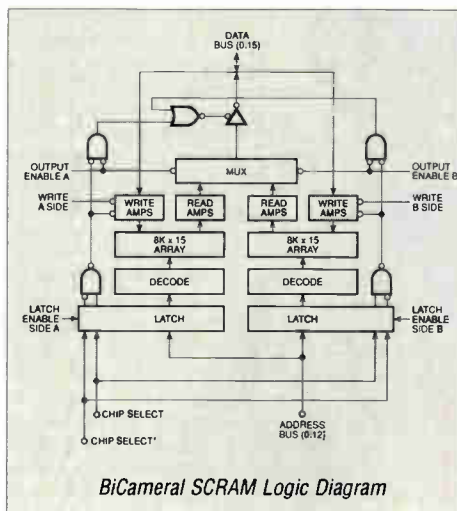 DATA
BUS (0:15)
OUTPUT
ENABLE A
MUX
OUTPUT
ENABLE B
WRITE
A SIDE
WRITE
AMPS
READ
AMPS
READ
AMPS
WRITE
AMPS
WRITE
B SIDE
8K x 15
ARRAY
8K x 15
ARRAY
DECODE
DECODE
LATCH
ENABLE
SIDE A
LATCH
LATCH
LATCH
ENABLE
SIDE B
CHIP SELECT
CHIP SELECT*
ADDRESS
BUS (0:12)
BiCameral SCRAM Logic Diagram